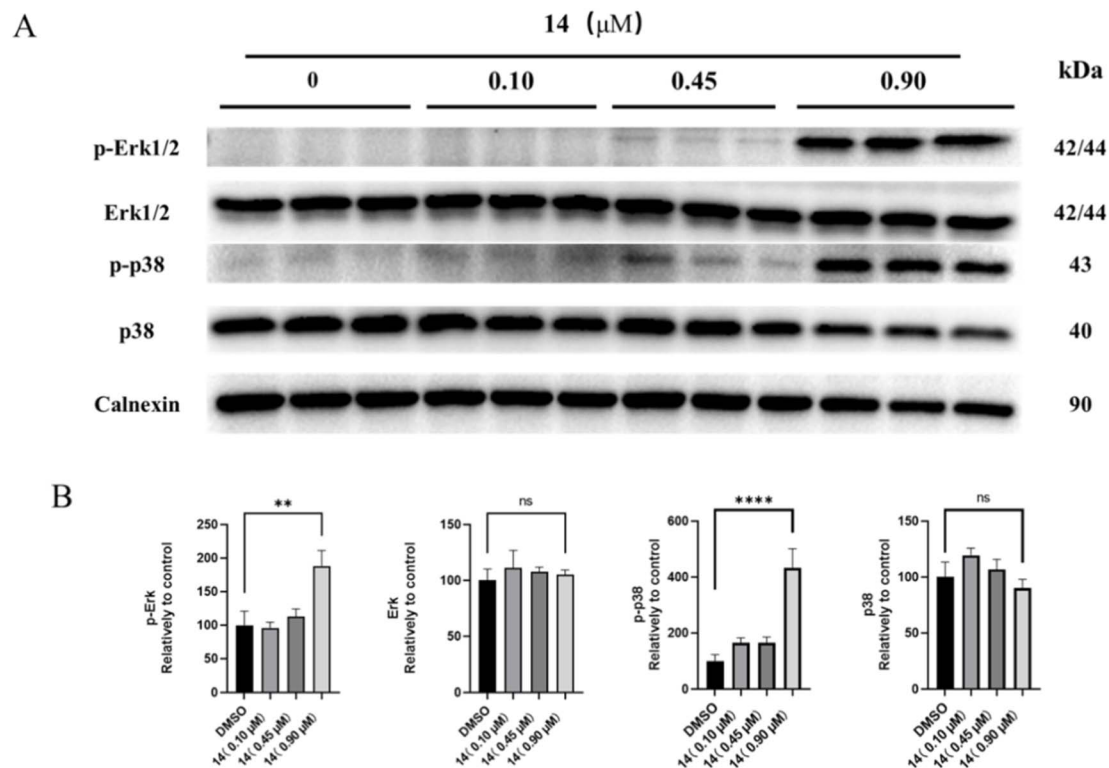 A
14 (μM)
0 0.10 0.45 0.90 kDa
p-Erk1/2 42/44
Erk1/2 42/44
p-p38 43
p38 40
Calnexin 90
B
**
250
200
150
100
50
0
p-Erk
Relatively to control
DMSO
14( 0.10 μM)
14( 0.45 μM)
14( 0.90 μM)
ns
150
100
50
0
Erk
Relatively to control
DMSO
14( 0.10 μM)
14( 0.45 μM)
14( 0.90 μM)
****
600
400
200
0
p-p38
Relatively to control
DMSO
14( 0.10 μM)
14( 0.45 μM)
14( 0.90 μM)
ns
150
100
50
0
p38
Relatively to control
DMSO
14( 0.10 μM)
14( 0.45 μM)
14( 0.90 μM)